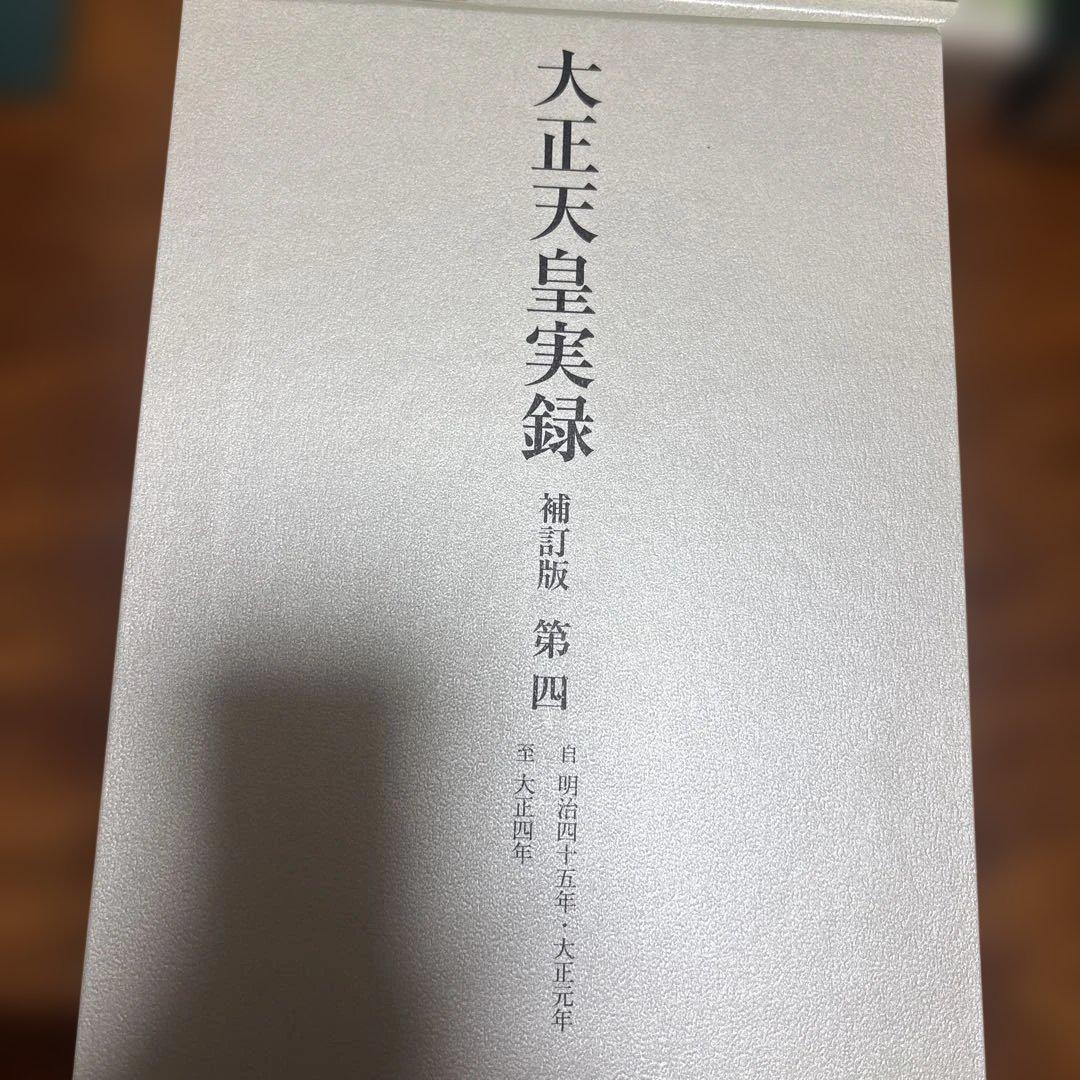 大正天皇実録 補訂版 第四
自 明治四十五年・大正元年
至 大正四年